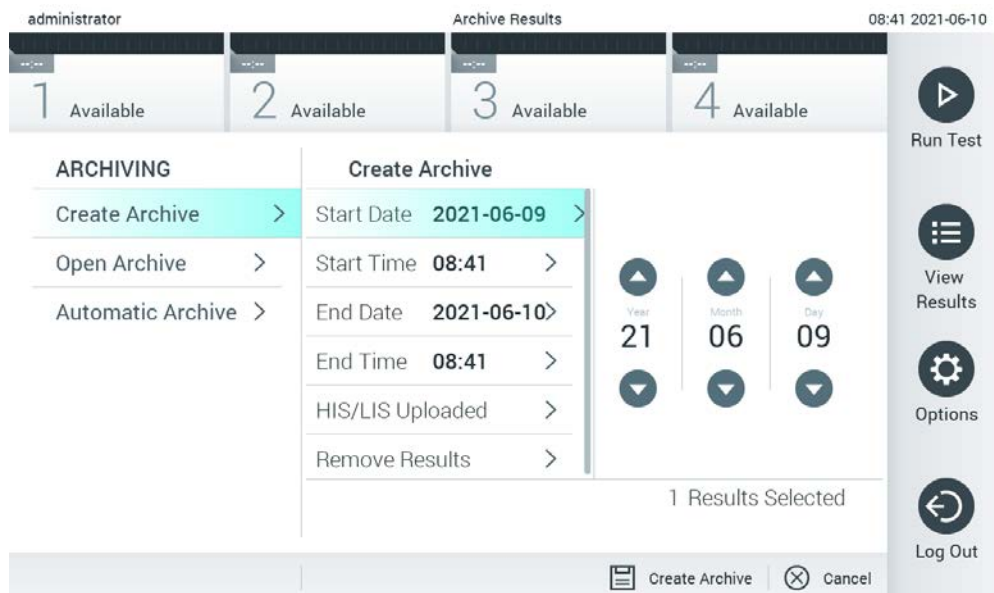 administrator Archive Results 08:41 2021-06-10
--:-- --:-- --:-- --:--
1 Available 2 Available 3 Available 4 Available
Run Test
ARCHIVING
Create Archive
Open Archive
Automatic Archive
Create Archive
Start Date 2021-06-09
Start Time 08:41
End Date 2021-06-10
End Time 08:41
HIS/LIS Uploaded
Remove Results
Year Month Day
21 06 09
1 Results Selected
View
Results
Options
Log Out
Create Archive Cancel